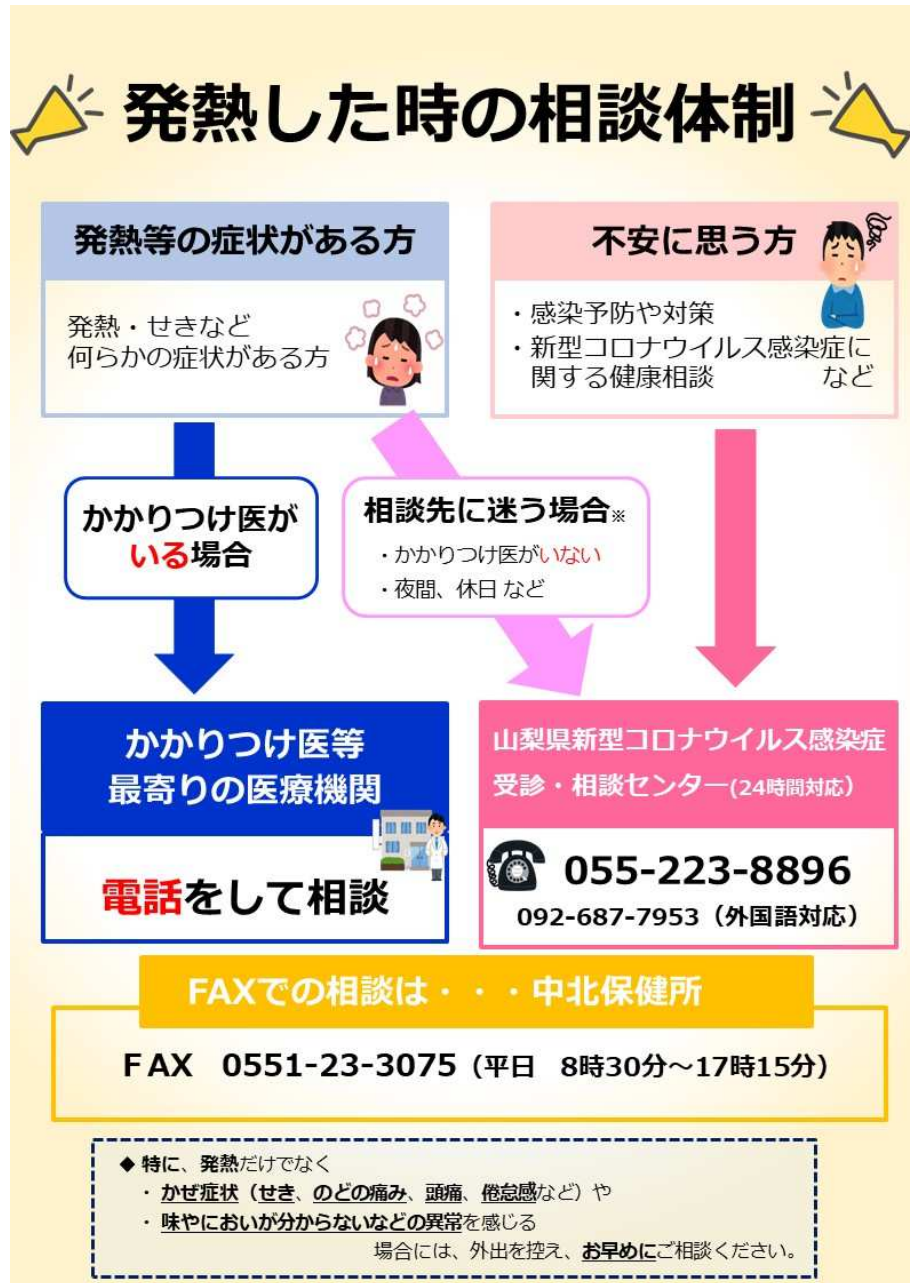 発熱した時の相談体制
発熱等の症状がある方
発熱・せきなど
何らかの症状がある方
不安に思う方
・感染予防や対策
・新型コロナウイルス感染症に
関する健康相談 など
かかりつけ医が
いる場合
相談先に迷う場合※
・かかりつけ医がいない
・夜間、休日 など
かかりつけ医等
最寄りの医療機関
電話をして相談
山梨県新型コロナウイルス感染症
受診・相談センター(24時間対応)
055-223-8896
092-687-7953(外国語対応)
FAXでの相談は・・・中北保健所
FAX 0551-23-3075(平日 8時30分~17時15分)
◆ 特に、発熱だけでなく
・ かぜ症状(せき、のどの痛み、頭痛、倦怠感など)や
・ 味やにおいが分からないなどの異常を感じる
場合には、外出を控え、お早めにご相談ください。